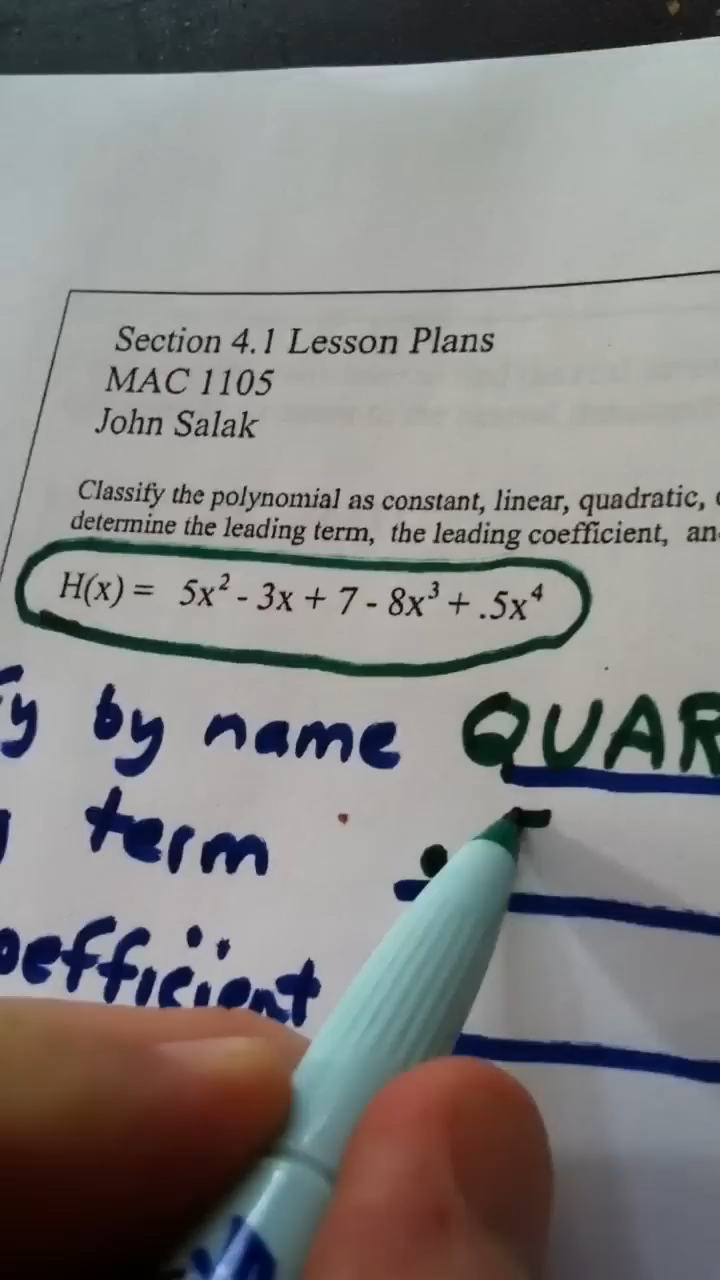 Section 4.1 Lesson Plans
MAC 1105
John Salak
Classify the polynomial as constant, linear, quadratic,
determine the leading term, the leading coefficient,
H(x) = 5x² - 3x + 7 - 8x³ + .5x⁴
by name QUAR
term